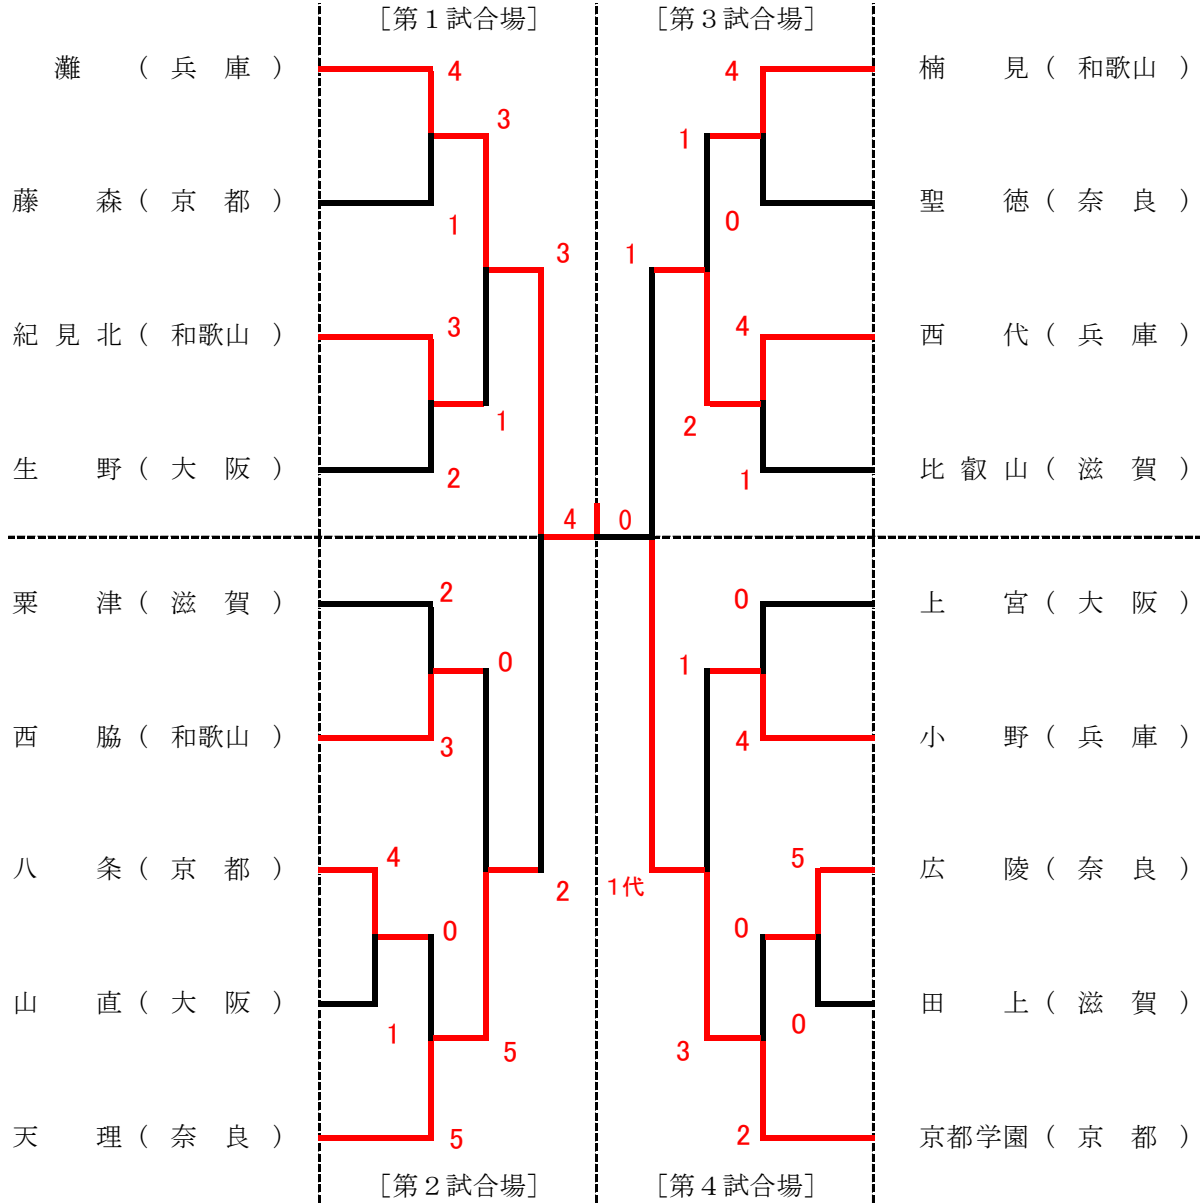 ［第１試合場］ ［第３試合場］
灘 （ 兵 庫 ） 4 4 楠 見（ 和歌山 ）
3 1
藤 森（ 京 都 ） 1 0 聖 徳（ 奈 良 ）
3 1
紀 見 北（ 和歌山 ） 3 4 西 代（ 兵 庫 ）
1 2
生 野（ 大 阪 ） 2 1 比 叡 山（ 滋 賀 ）
4 0
粟 津（ 滋 賀 ） 2 0 上 宮（ 大 阪 ）
0 1
西 脇（ 和歌山 ） 3 4 小 野（ 兵 庫 ）
八 条（ 京 都 ） 4 5 広 陵（ 奈 良 ）
2 1代
0 0
山 直（ 大 阪 ） 1 0 田 上（ 滋 賀 ）
5 3
天 理（ 奈 良 ） 5 2 京都学園（ 京 都 ）
［第２試合場］ ［第４試合場］